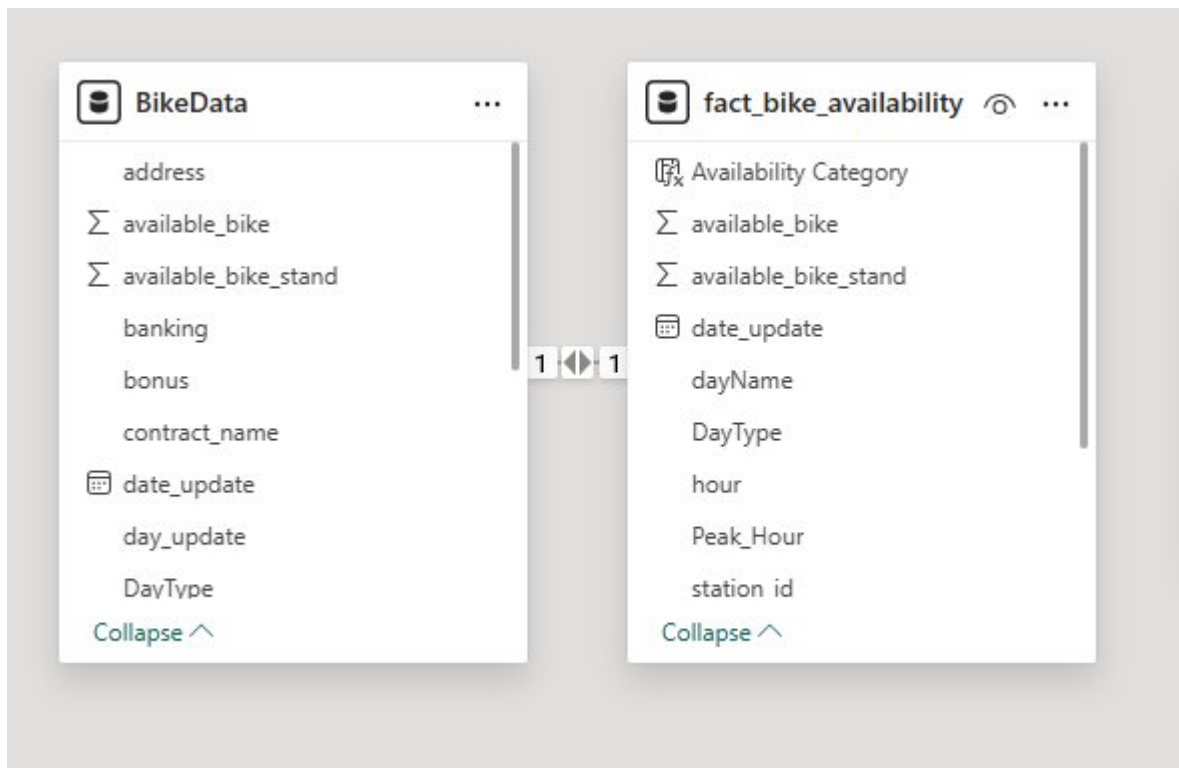 BikeData ...
address
Σ available_bike
Σ available_bike_stand
banking
bonus
contract_name
date_update
day_update
DayType
Collapse
1 1
fact_bike_availability ...
Availability Category
Σ available_bike
Σ available_bike_stand
date_update
dayName
DayType
hour
Peak_Hour
station_id
Collapse